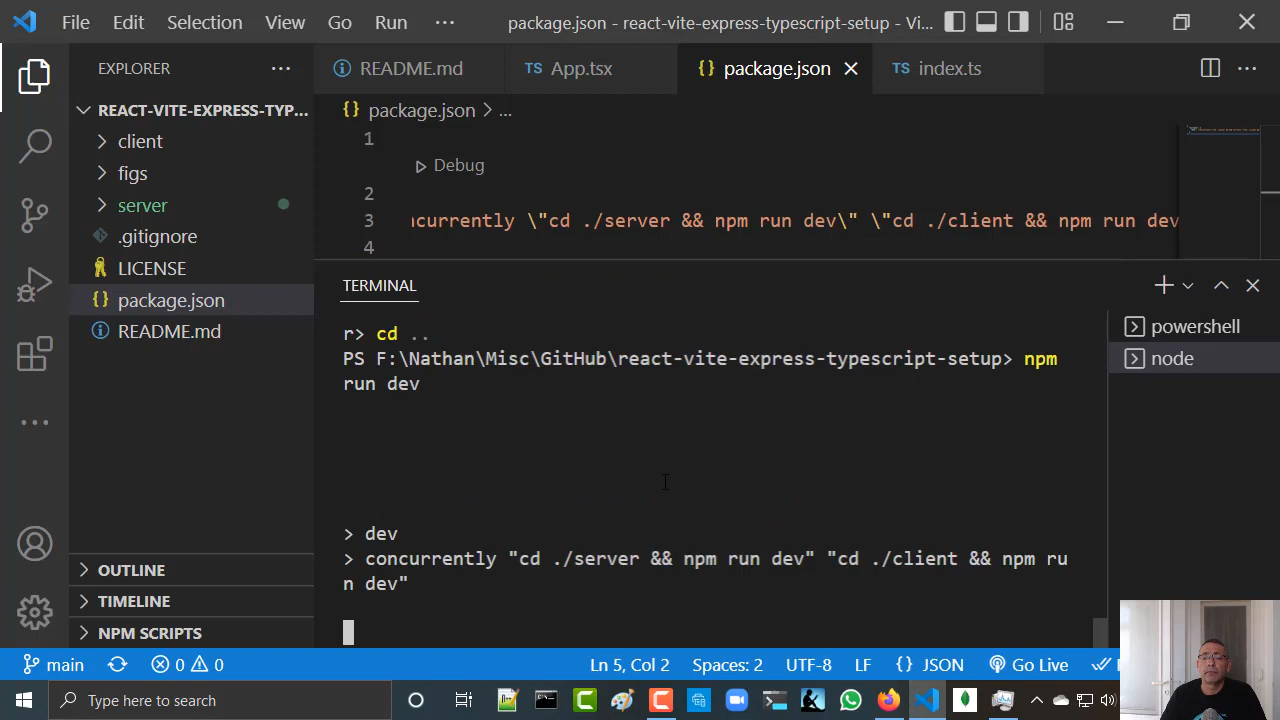 File Edit Selection View Go Run ··· package.json - react-vite-express-typescript-setup - Vi...
EXPLORER ···
README.md TS App.tsx {} package.json TS index.ts ···
REACT-VITE-EXPRESS-TYP...
{} package.json > ...
client
1
figs
Debug
server
2
.gitignore
3 ncurrently \"cd ./server && npm run dev\" \"cd ./client && npm run dev
LICENSE
4
{} package.json
README.md
TERMINAL
r> cd ..
powershell
PS F:\Nathan\Misc\GitHub\react-vite-express-typescript-setup> npm
node
run dev
> dev
> concurrently "cd ./server && npm run dev" "cd ./client && npm ru
n dev"
OUTLINE
TIMELINE
NPM SCRIPTS
main 0 0 Ln 5, Col 2 Spaces: 2 UTF-8 LF {} JSON Go Live
Type here to search